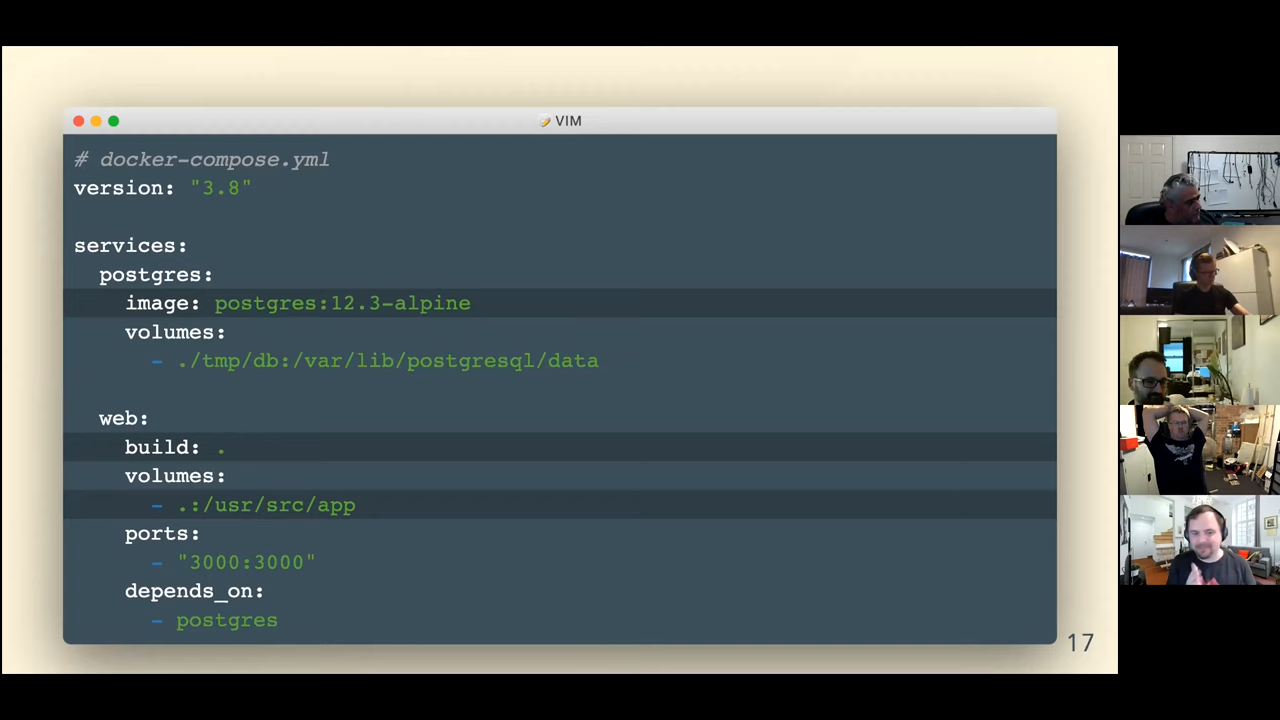 VIM
# docker-compose.yml
version: "3.8"
services:
postgres:
image: postgres:12.3-alpine
volumes:
- ./tmp/db:/var/lib/postgresql/data
web:
build: .
volumes:
- .:/usr/src/app
ports:
- "3000:3000"
depends_on:
- postgres
17